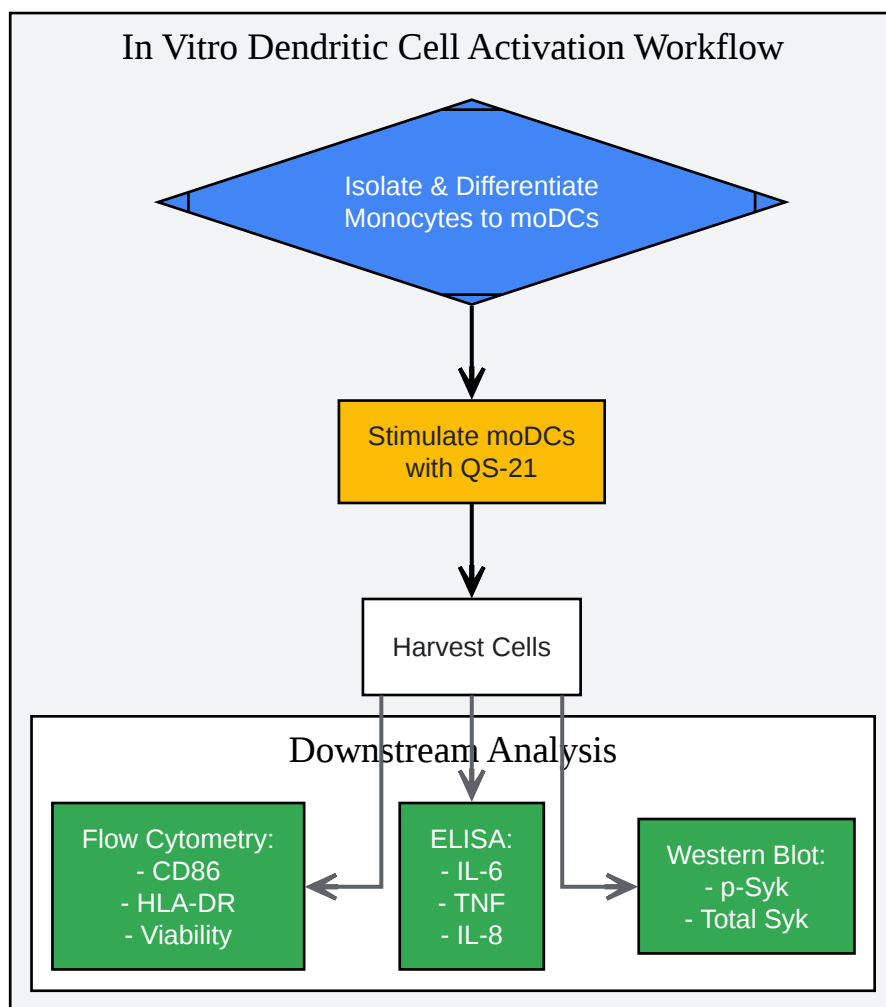 In Vitro Dendritic Cell Activation Workflow
Isolate & Differentiate
Monocytes to moDCs
Stimulate moDCs
with QS-21
Harvest Cells
Downstream Analysis
Flow Cytometry:
- CD86
- HLA-DR
- Viability
ELISA:
- IL-6
- TNF
- IL-8
Western Blot:
- p-Syk
- Total Syk